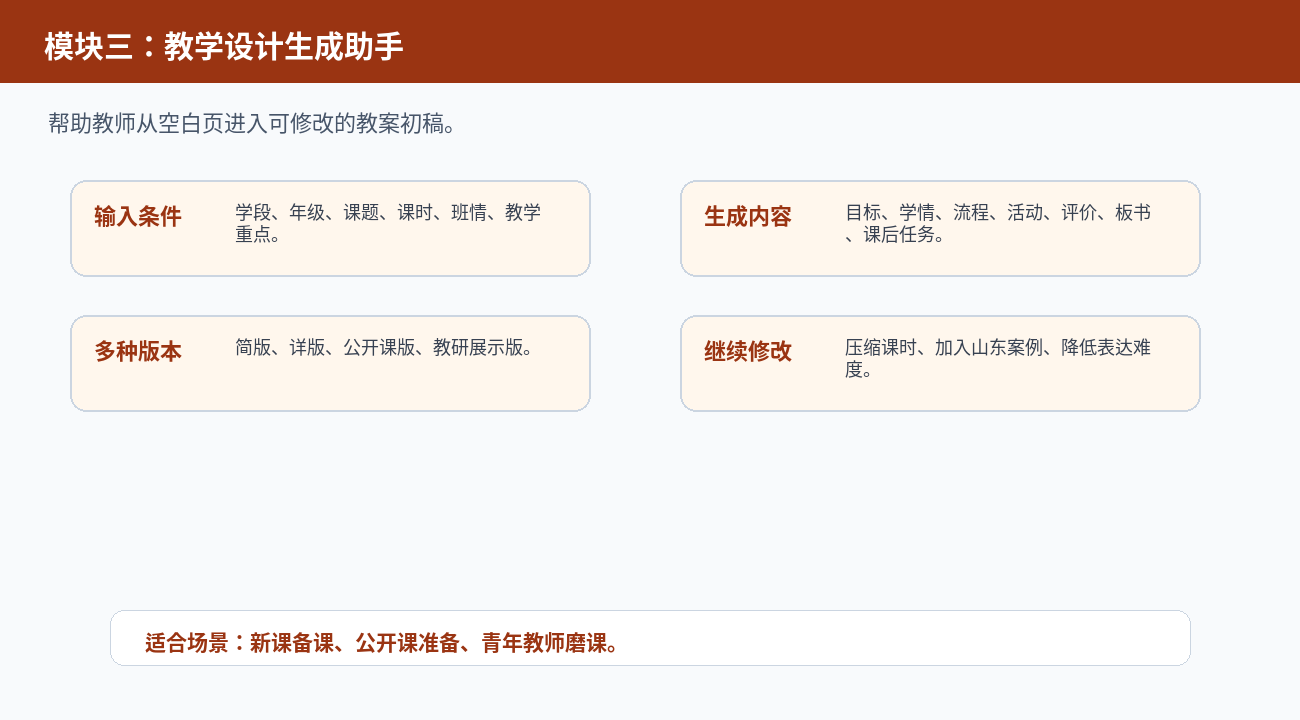 模块三：教学设计生成助手
帮助教师从空白页进入可修改的教案初稿。
输入条件
学段、年级、课题、课时、班情、教学
重点。
生成内容
目标、学情、流程、活动、评价、板书
、课后任务。
多种版本
简版、详版、公开课版、教研展示版。
继续修改
压缩课时、加入山东案例、降低表达难
度。
适合场景：新课备课、公开课准备、青年教师磨课。